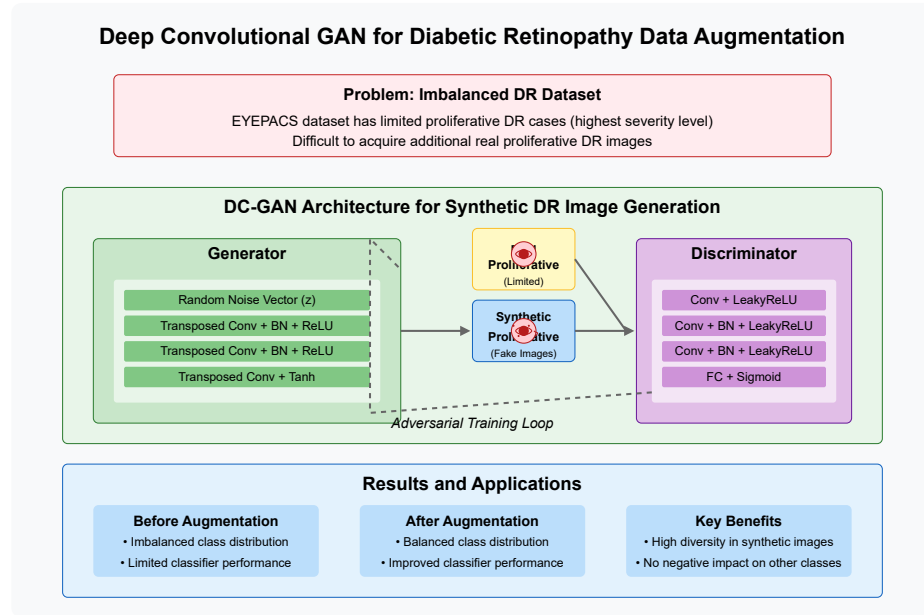 Deep Convolutional GAN for Diabetic Retinopathy Data Augmentation
Problem: Imbalanced DR Dataset
EYEPACS dataset has limited proliferative DR cases (highest severity level)
Difficult to acquire additional real proliferative DR images
DC-GAN Architecture for Synthetic DR Image Generation
Generator
Random Noise Vector (z)
Transposed Conv + BN + ReLU
Transposed Conv + BN + ReLU
Transposed Conv + Tanh
Proliferative
(Limited)
Synthetic
Proliferative
(Fake Images)
Discriminator
Conv + LeakyReLU
Conv + BN + LeakyReLU
Conv + BN + LeakyReLU
FC + Sigmoid
Adversarial Training Loop
Results and Applications
Before Augmentation
• Imbalanced class distribution
• Limited classifier performance
After Augmentation
• Balanced class distribution
• Improved classifier performance
Key Benefits
• High diversity in synthetic images
• No negative impact on other classes